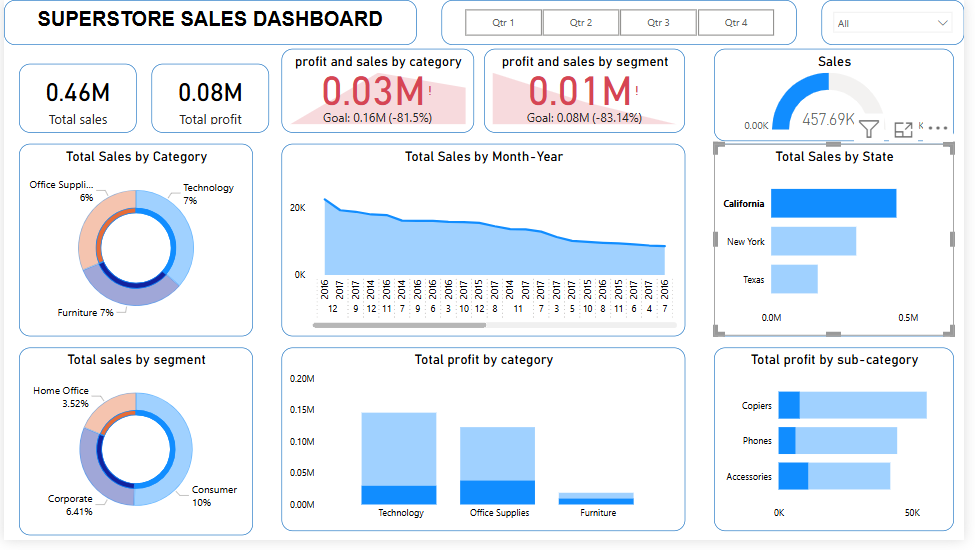 SUPERSTORE SALES DASHBOARD
Qtr 1 Qtr 2 Qtr 3 Qtr 4
All
0.46M
Total sales
0.08M
Total profit
profit and sales by category
0.03M!
Goal: 0.16M (-81.5%)
profit and sales by segment
0.01M!
Goal: 0.08M (-83.14%)
Sales
0.00K
457.69K
K
Total Sales by Category
Office Suppli...
6%
Technology
7%
Furniture 7%
Total Sales by Month-Year
20K
0K
2016 2017 2017 2014 2016 2014 2017 2016 2016 2017 2015 2014 2014 2017 2017 2015 2015 2016 2015 2016 2017 2016
12 9 12 11 7 9 6 3 10 12 8 11 7 3 5 10 8 11 6 4 7
Total Sales by State
California
New York
Texas
0.0M 0.5M
Total sales by segment
Home Office
3.52%
Corporate
6.41%
Consumer
10%
Total profit by category
0.20M
0.15M
0.10M
0.05M
0.00M
Technology Office Supplies Furniture
Total profit by sub-category
Copiers
Phones
Accessories
0K 50K